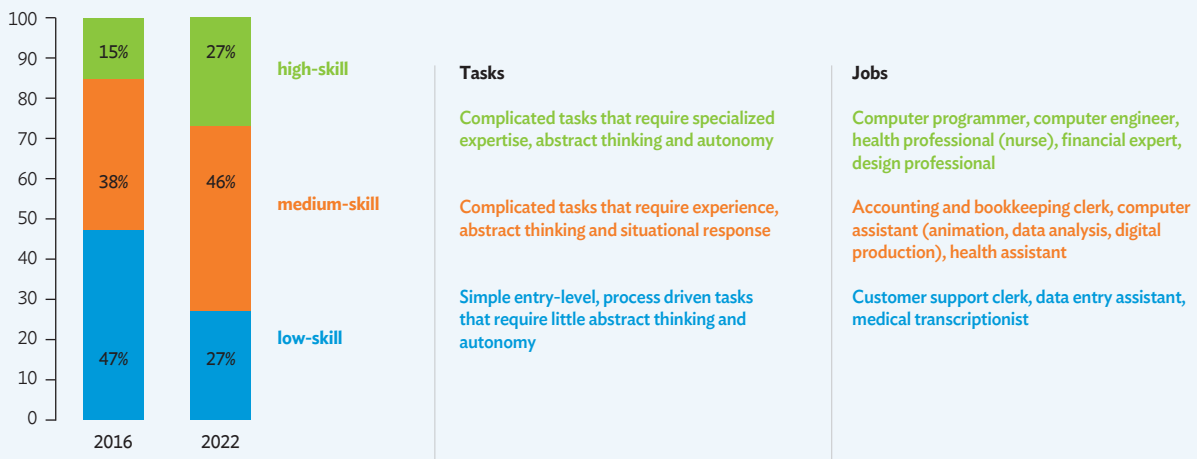 100
90
80
70
60
50
40
30
20
10
0
15%
38%
47%
2016
27%
46%
27%
2022
high-skill
medium-skill
low-skill
Tasks
Complicated tasks that require specialized
expertise, abstract thinking and autonomy
Complicated tasks that require experience,
abstract thinking and situational response
Simple entry-level, process driven tasks
that require little abstract thinking and
autonomy
Jobs
Computer programmer, computer engineer,
health professional (nurse), financial expert,
design professional
Accounting and bookkeeping clerk, computer
assistant (animation, data analysis, digital
production), health assistant
Customer support clerk, data entry assistant,
medical transcriptionist